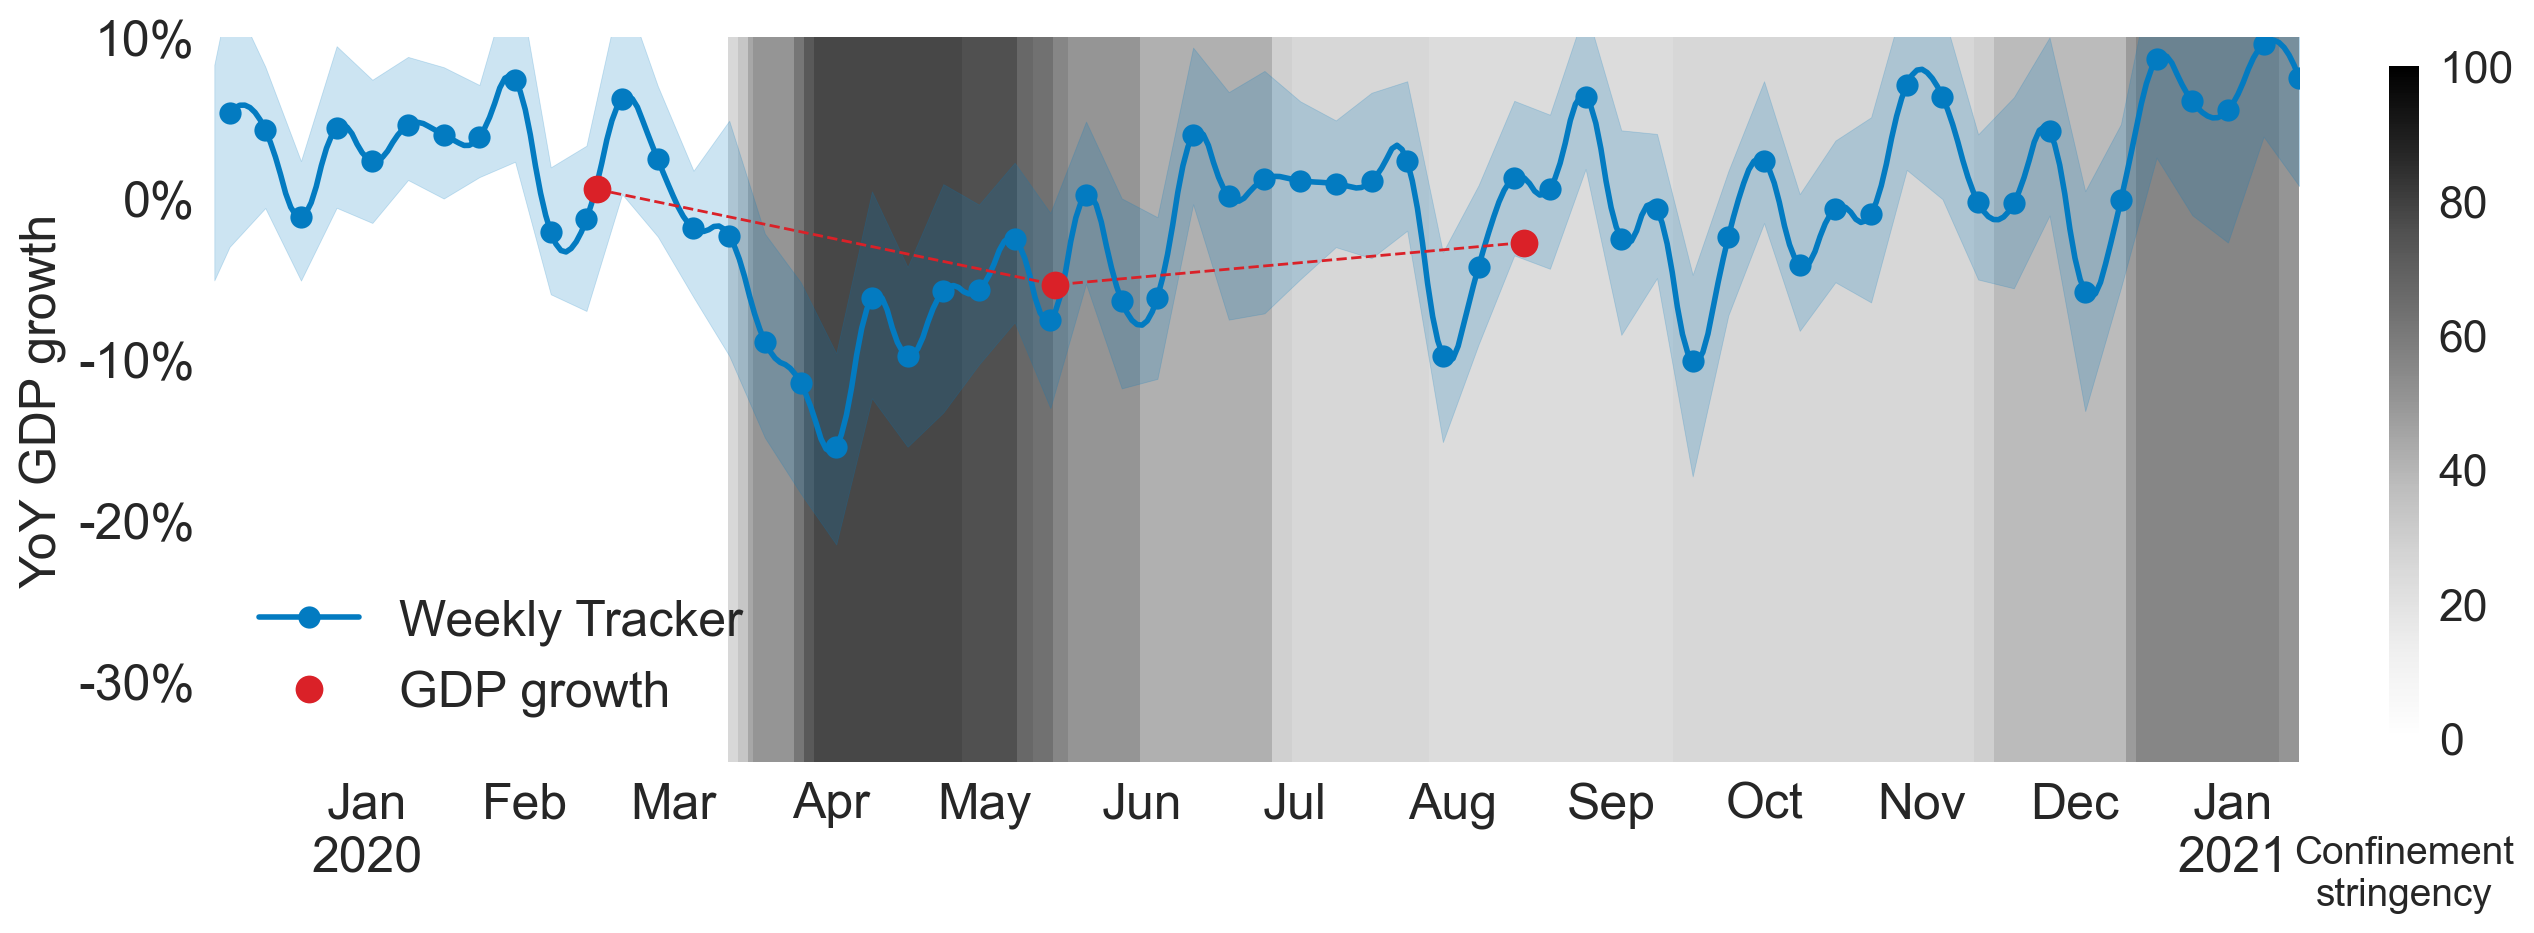 10%
0%
-10%
-20%
-30%
YoY GDP growth
Weekly Tracker
GDP growth
Jan Feb Mar Apr May Jun Jul Aug Sep Oct Nov Dec Jan
2020 2021
100
80
60
40
20
0
Confinement
stringency